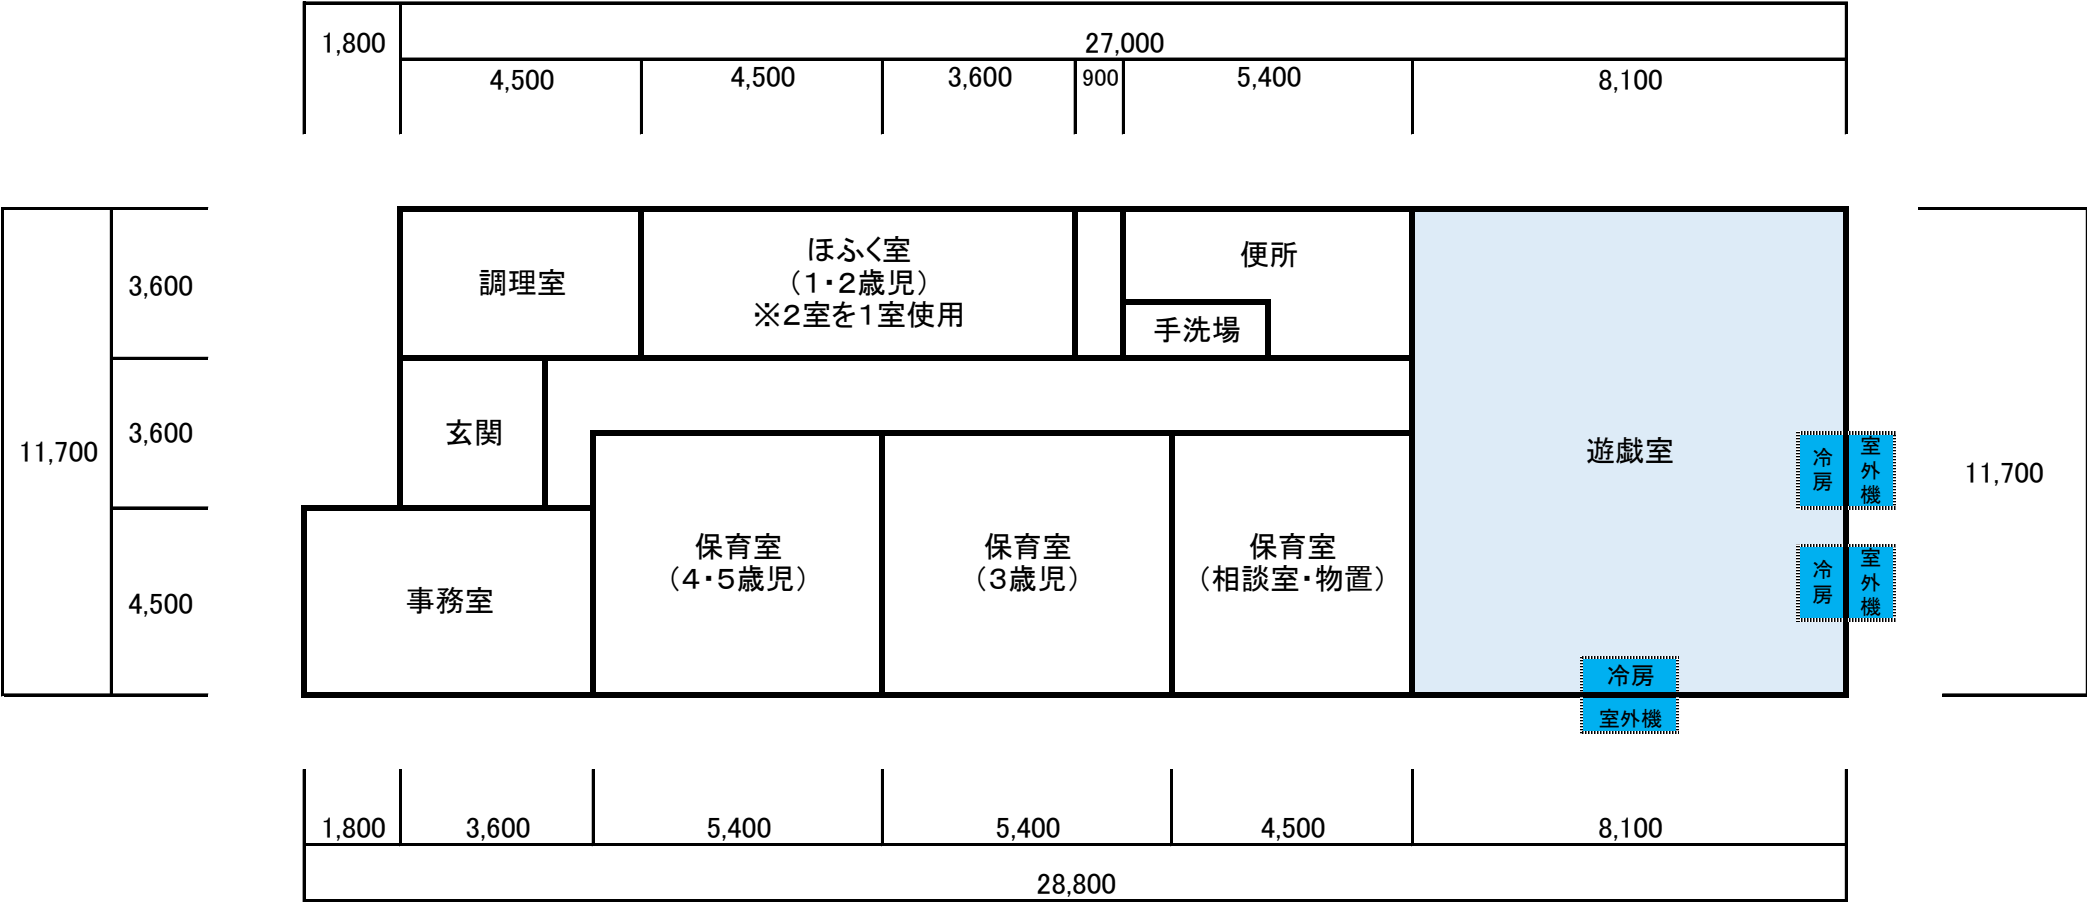 1,800
27,000
4,500
4,500
3,600
900
5,400
8,100
11,700
3,600
3,600
4,500
調理室
ほふく室
（１・２歳児）
※２室を１室使用
便所
手洗場
玄関
遊戯室
事務室
保育室
（４・５歳児）
保育室
（３歳児）
保育室
（相談室・物置）
冷房
室外機
冷房
室外機
冷房
室外機
11,700
1,800
3,600
5,400
5,400
4,500
8,100
28,800